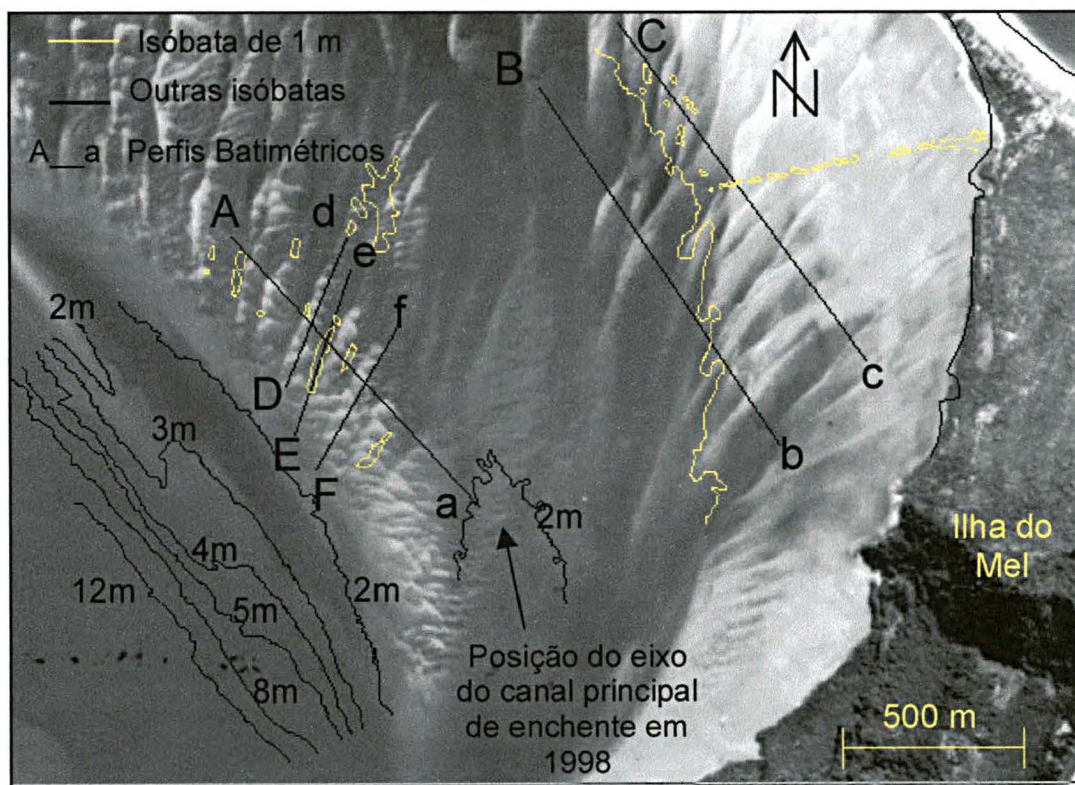 Isóbata de 1 m
Outras isóbatas
A__a Perfis Batimétricos
C
B
N
A
d
e
f
2m
D
3m
E
F
c
b
a
2m
4m
12m
5m
2m
8m
Ilha do
Mel
Posição do eixo
do canal principal
de enchente em
1998
500 m